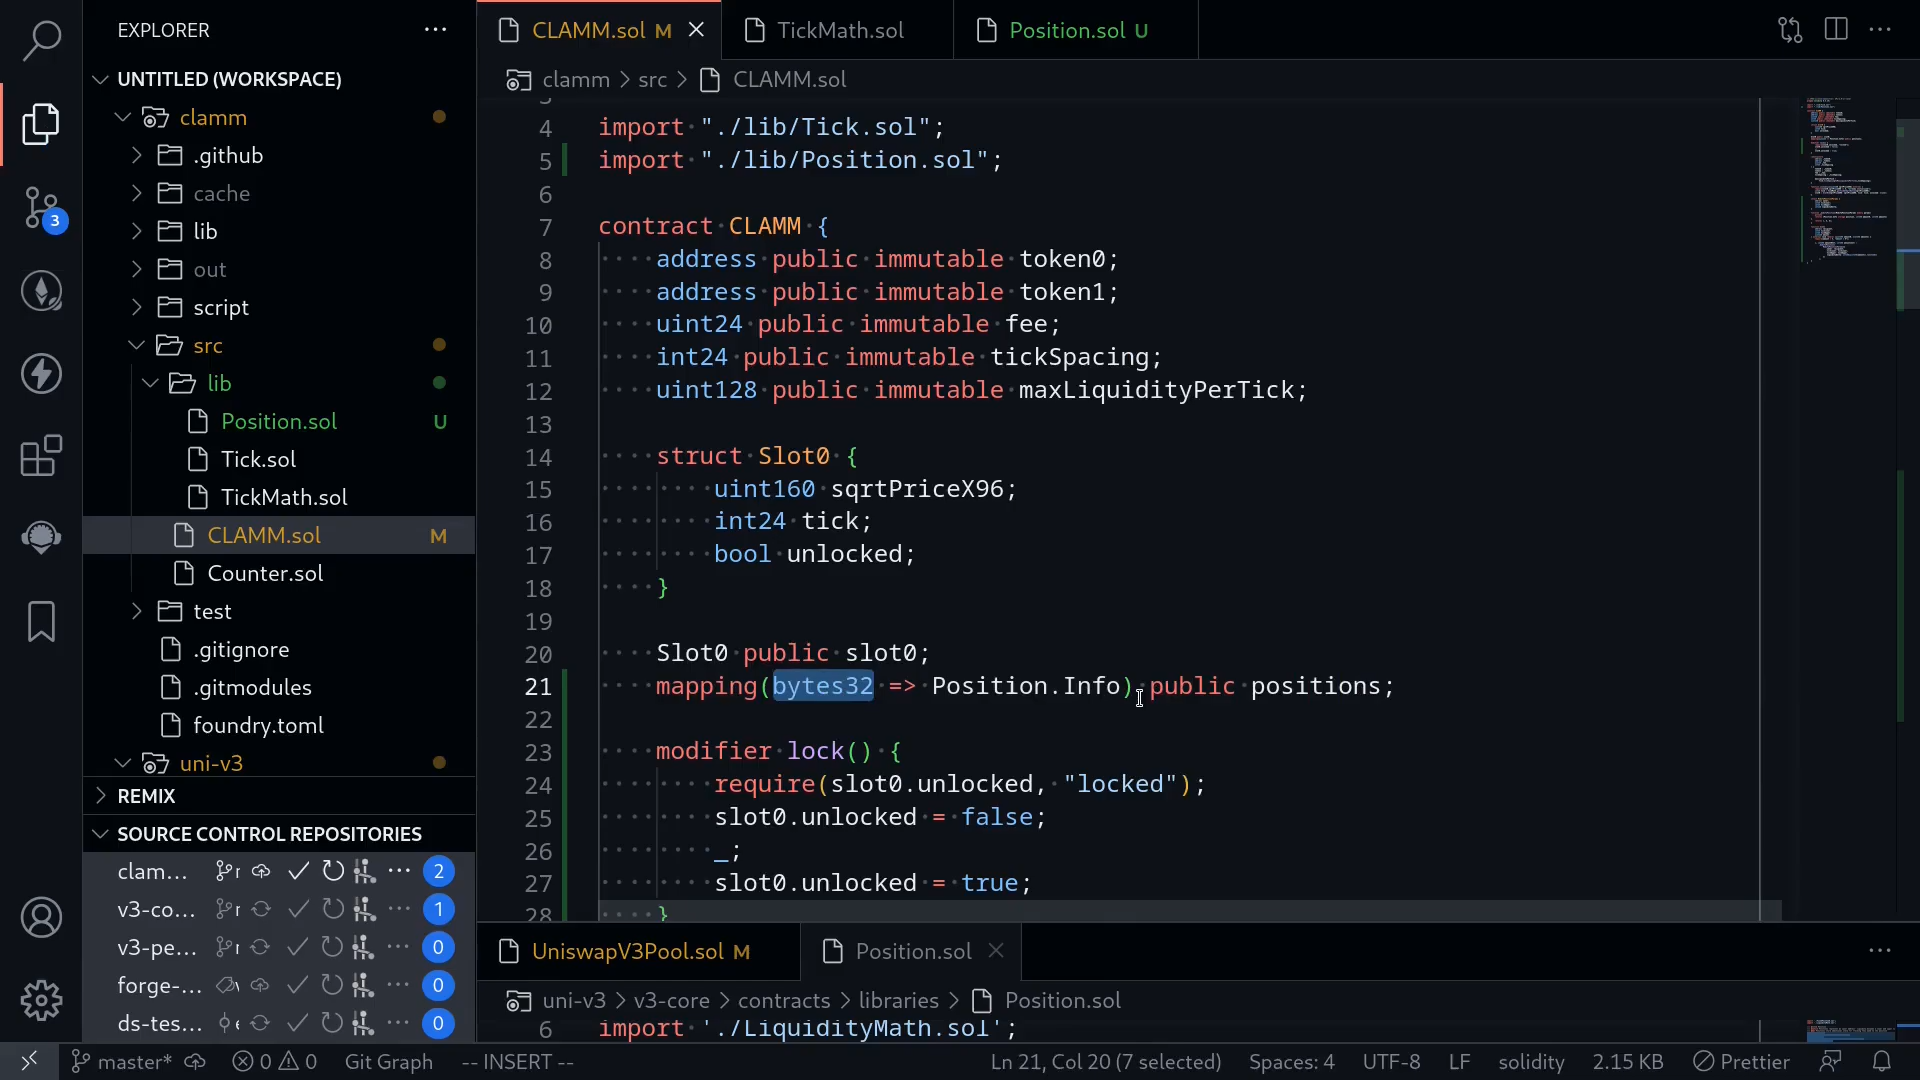 EXPLORER
UNTITLED (WORKSPACE)
clamm
.github
cache
lib
out
script
src
lib
Position.sol U
Tick.sol
TickMath.sol
CLAMM.sol M
Counter.sol
test
.gitignore
.gitmodules
foundry.toml
uni-v3
REMIX
SOURCE CONTROL REPOSITORIES
clam... 2
v3-co... 1
v3-pe... 0
forge-... 0
ds-tes... 0
3
CLAMM.sol M
TickMath.sol
Position.sol U
clamm > src > CLAMM.sol
4 import "./lib/Tick.sol";
5 import "./lib/Position.sol";
6
7 contract CLAMM {
8 address public immutable token0;
9 address public immutable token1;
10 uint24 public immutable fee;
11 int24 public immutable tickSpacing;
12 uint128 public immutable maxLiquidityPerTick;
13
14 struct Slot0 {
15 uint160 sqrtPriceX96;
16 int24 tick;
17 bool unlocked;
18 }
19
20 Slot0 public slot0;
21 mapping(bytes32 => Position.Info) public positions;
22
23 modifier lock() {
24 require(slot0.unlocked, "locked");
25 slot0.unlocked = false;
26 _;
27 slot0.unlocked = true;
28 }
UniswapV3Pool.sol M
Position.sol
uni-v3 > v3-core > contracts > libraries > Position.sol
6 import './LiquidityMath.sol';
master* 0 0 Git Graph -- INSERT -- Ln 21, Col 20 (7 selected) Spaces: 4 UTF-8 LF solidity 2.15 KB Prettier